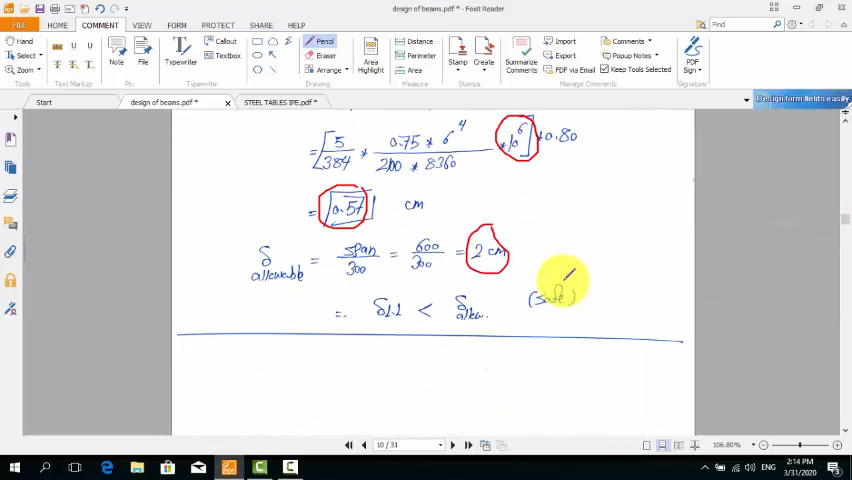 design of beams.pdf * - Foxit Reader
FILE HOME COMMENT VIEW FORM PROTECT SHARE HELP Find
Hand Select Zoom
Text Markup
Note File
Pin
Typewriter Callout Textbox
Typewriter
Pencil Eraser Arrange
Drawing
Area Highlight
Distance Perimeter Area
Measure
Stamp Create
Stamp
Summarize Comments Import Export PDF via Email Comments Popup Notes Keep Tools Selected
Manage Comments
PDF Sign
Start design of beams.pdf * STEEL TABLES IPE.pdf * Design form fields easily
= [5/384 * 0.75 * 6^4 / 2100 * 8360 * 10^6] * 0.80
= 0.57 cm
δ allowable = span/300 = 600/300 = 2 cm
δL.L < δ allow. (safe)
10 / 31 106.80%
ENG 2:14 PM 3/31/2020